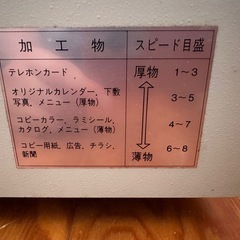 加工物 スピード目盛
テレホンカード 厚物 1~3
オリジナルカレンダー、下敷 3~5
写真、メニュー(厚物)
コピーカラー、ラミシール、 4~7
カタログ、メニュー(薄物)
コピー用紙、広告、チラシ、 薄物 6~8
新聞